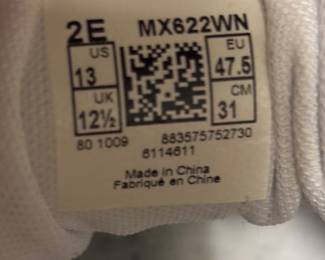 2E MX622WN
US EU
13 47.5
UK CM
12½ 31
80 1009 883575752730
6114611
Made in China
Fabriqué en Chine